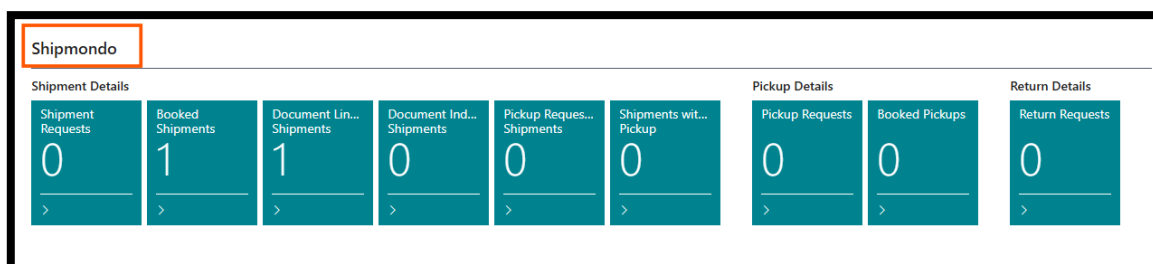 Shipmondo
Shipment Details
Shipment
Requests
0
Booked
Shipments
1
Document Lin...
Shipments
1
Document Ind...
Shipments
0
Pickup Reques...
Shipments
0
Shipments wit...
Pickup
0
Pickup Details
Pickup Requests
0
Booked Pickups
0
Return Details
Return Requests
0